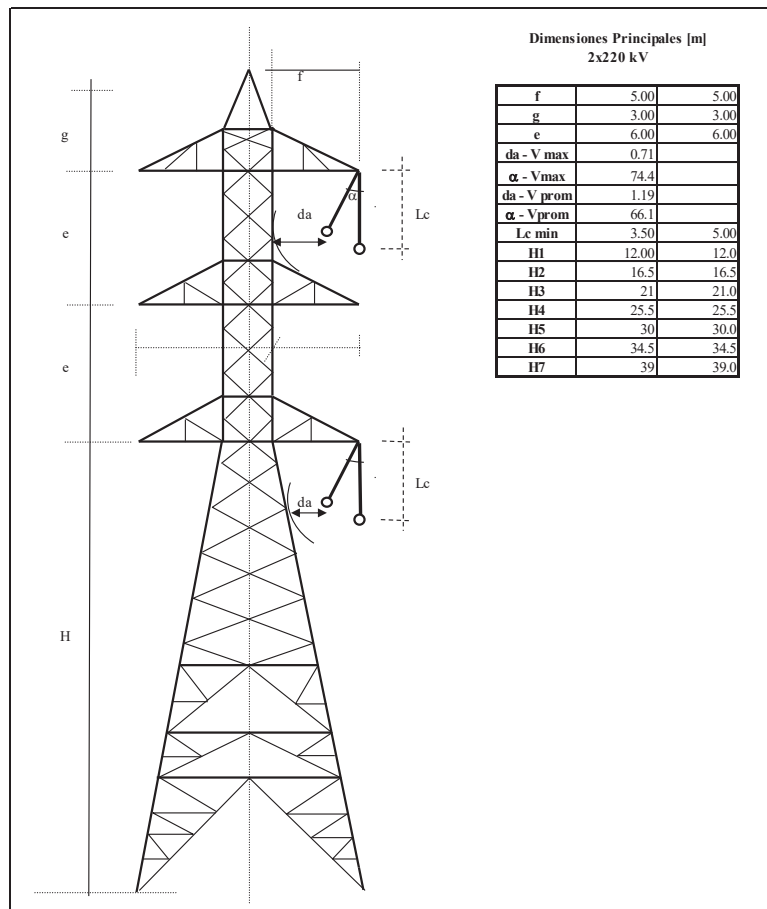 Dimensiones Principales [m]
2x220 kV
f 5.00 5.00
g 3.00 3.00
e 6.00 6.00
da - V max 0.71
α - Vmax 74.4
da - V prom 1.19
α - Vprom 66.1
Lc min 3.50 5.00
H1 12.00 12.0
H2 16.5 16.5
H3 21 21.0
H4 25.5 25.5
H5 30 30.0
H6 34.5 34.5
H7 39 39.0
f
g
α
da
Lc
e
e
da
Lc
H